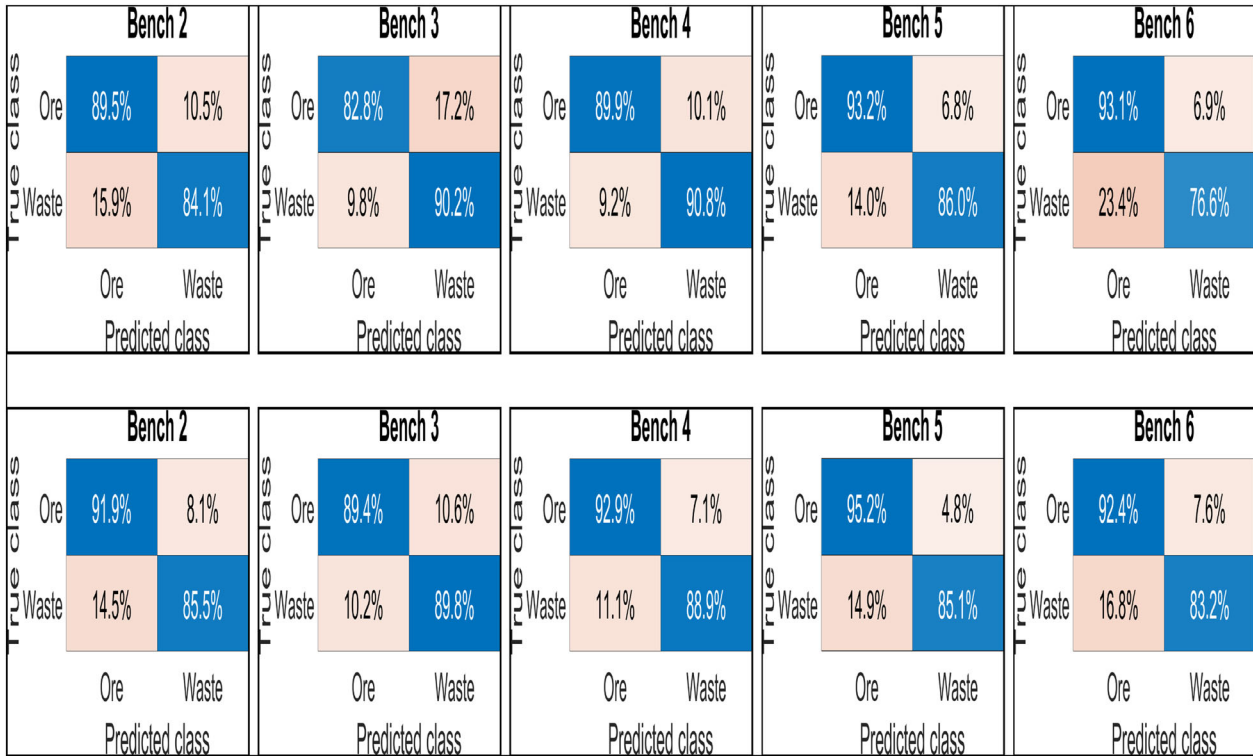 Bench 2
True class
Ore 89.5% 10.5%
Waste 15.9% 84.1%
Ore Waste
Predicted class
Bench 3
Ore 82.8% 17.2%
Waste 9.8% 90.2%
Ore Waste
Predicted class
True class
Bench 4
Ore 89.9% 10.1%
Waste 9.2% 90.8%
Ore Waste
Predicted class
True class
Bench 5
Ore 93.2% 6.8%
Waste 14.0% 86.0%
Ore Waste
Predicted class
True class
Bench 6
Ore 93.1% 6.9%
Waste 23.4% 76.6%
Ore Waste
Predicted class
True class
Bench 2
True class
Ore 91.9% 8.1%
Waste 14.5% 85.5%
Ore Waste
Predicted class
Bench 3
True class
Ore 89.4% 10.6%
Waste 10.2% 89.8%
Ore Waste
Predicted class
Bench 4
True class
Ore 92.9% 7.1%
Waste 11.1% 88.9%
Ore Waste
Predicted class
Bench 5
True class
Ore 95.2% 4.8%
Waste 14.9% 85.1%
Ore Waste
Predicted class
Bench 6
True class
Ore 92.4% 7.6%
Waste 16.8% 83.2%
Ore Waste
Predicted class